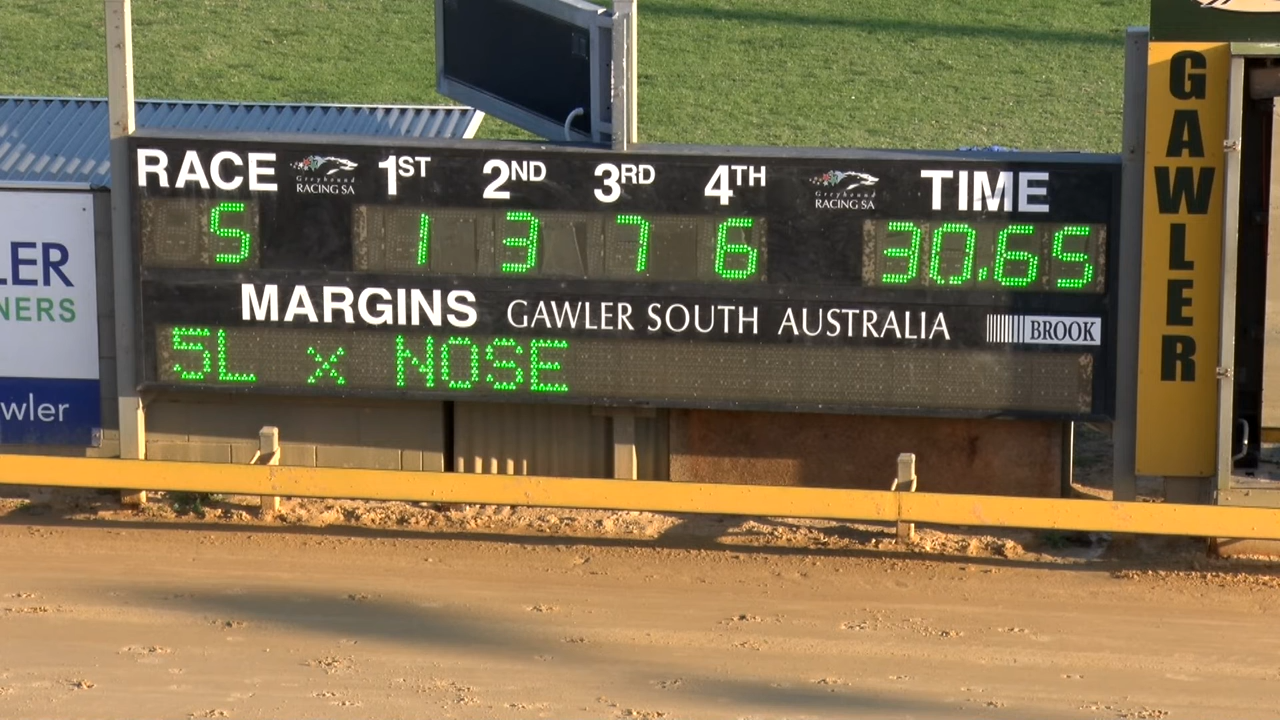 GAWLER
RACE 1ST 2ND 3RD 4TH TIME
Greyhound RACING SA
Greyhound RACING SA
5 1 3 7 6 30.65
MARGINS GAWLER SOUTH AUSTRALIA BROOK
5L x NOSE
LER
NERS
wler